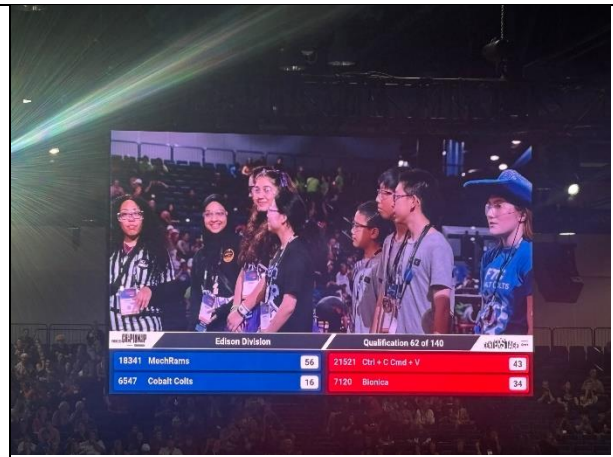 CHAMPIONSHIP
Edison Division
Qualification 62 of 140
18341 MechRams 56
6547 Cobalt Colts 16
21521 Ctrl + C Cmd + V 43
7120 Bionica 34